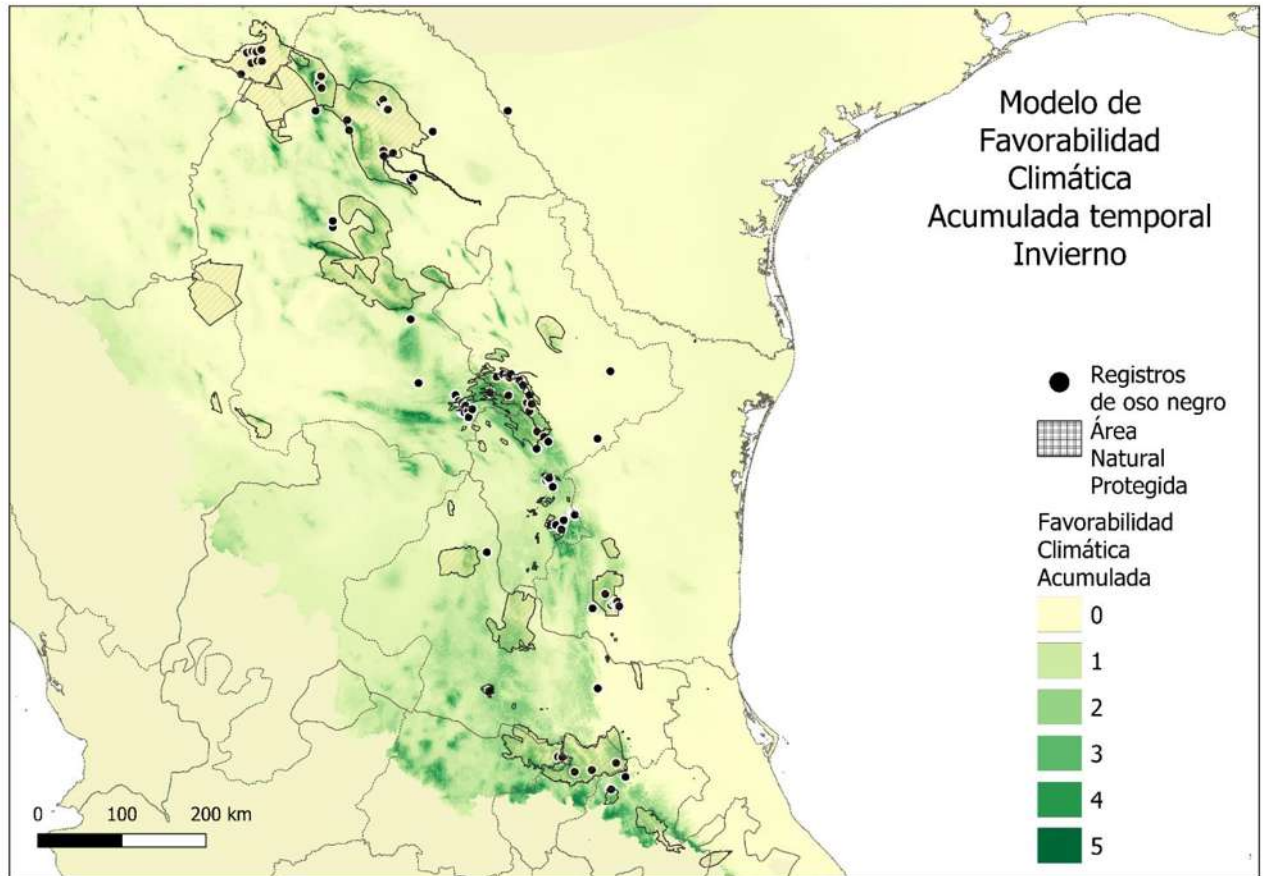 Modelo de
Favorabilidad
Climática
Acumulada temporal
Invierno
Registros
de oso negro
Área
Natural
Protegida
Favorabilidad
Climática
Acumulada
0
1
2
3
4
5
0 100 200 km